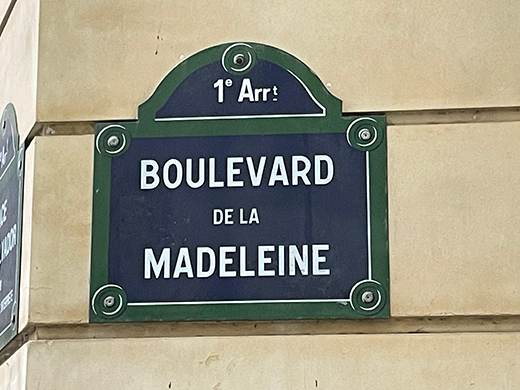 1e Arrt
BOULEVARD
DE LA
MADELEINE